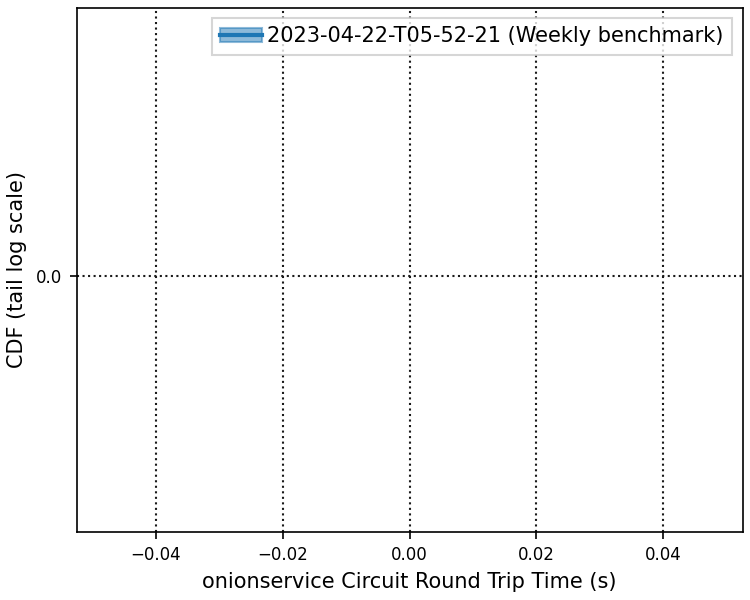 2023-04-22-T05-52-21 (Weekly benchmark)
CDF (tail log scale)
0.0
−0.04
−0.02
0.00
0.02
0.04
onionservice Circuit Round Trip Time (s)